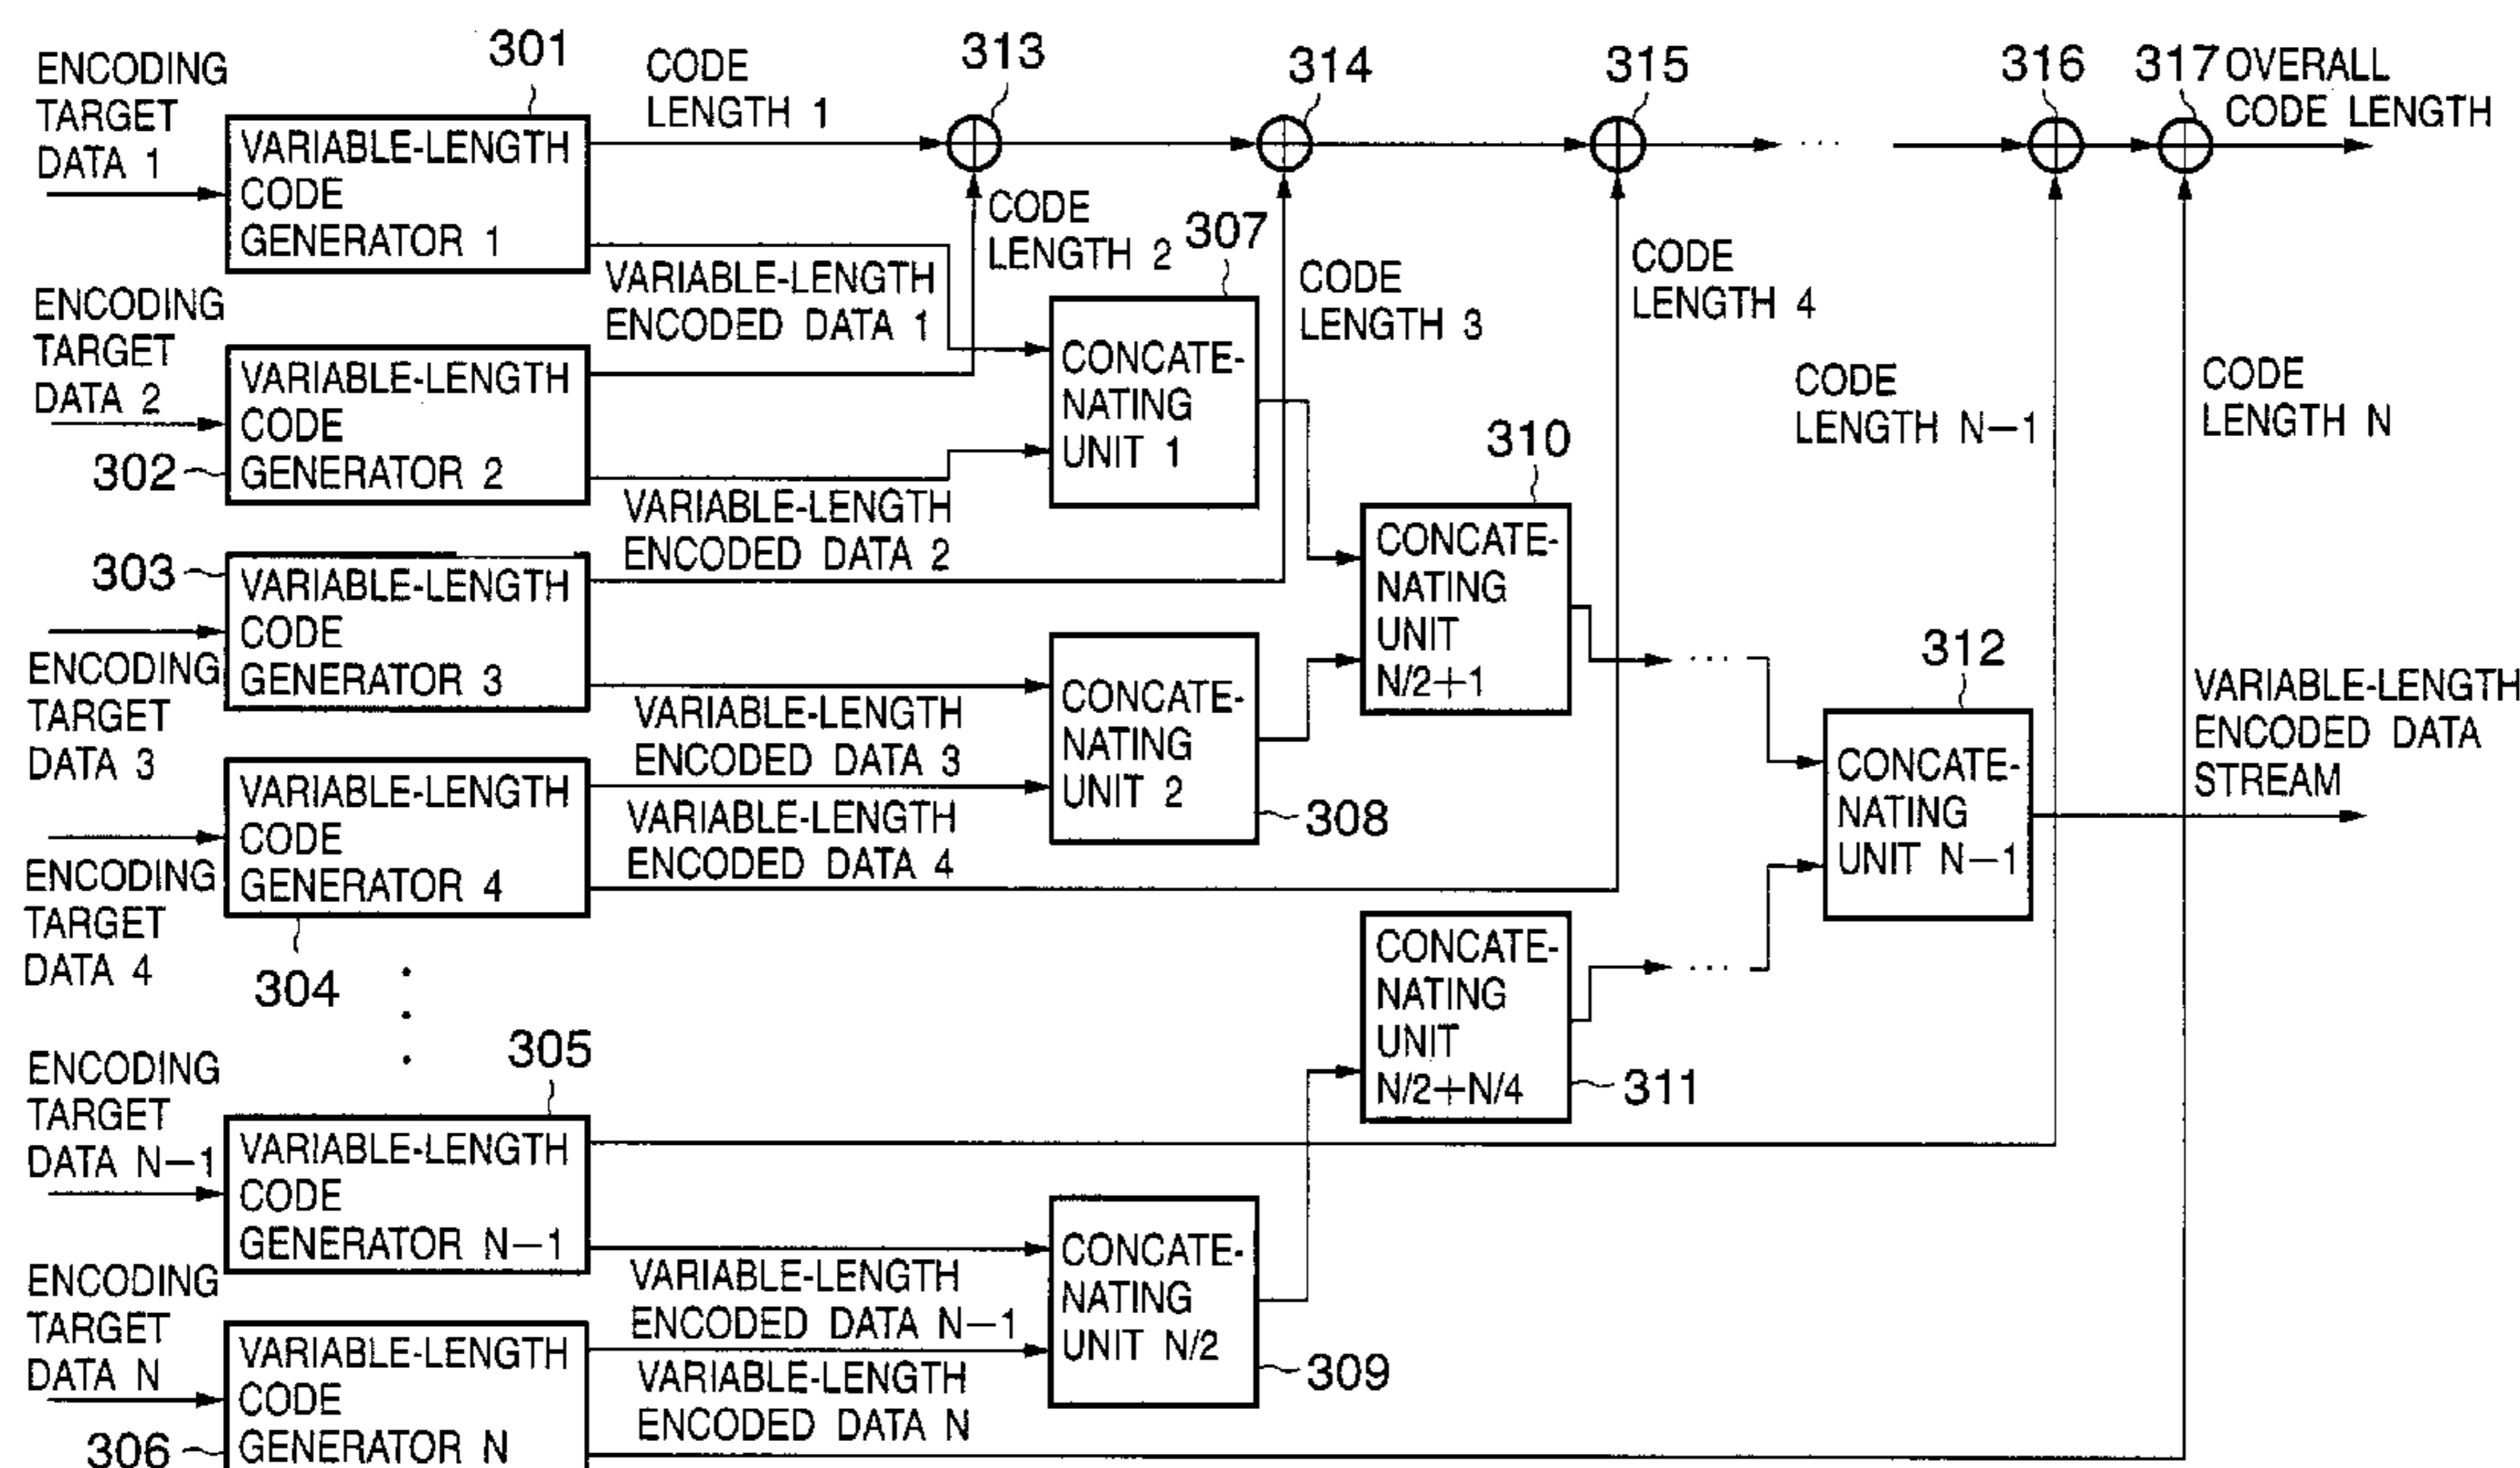 301
ENCODING
TARGET
DATA 1
VARIABLE-LENGTH
CODE
GENERATOR 1
CODE
LENGTH 1
313
314
315
316
317
OVERALL
CODE LENGTH
CODE
LENGTH 2
307
VARIABLE-LENGTH
ENCODED DATA 1
CODE
LENGTH 3
CODE
LENGTH 4
ENCODING
TARGET
DATA 2
302
VARIABLE-LENGTH
CODE
GENERATOR 2
CONCATE-
NATING
UNIT 1
CODE
LENGTH N-1
CODE
LENGTH N
310
VARIABLE-LENGTH
ENCODED DATA 2
303
VARIABLE-LENGTH
CODE
GENERATOR 3
ENCODING
TARGET
DATA 3
CONCATE-
NATING
UNIT
N/2+1
312
VARIABLE-LENGTH
ENCODED DATA 3
CONCATE-
NATING
UNIT 2
308
···
VARIABLE-LENGTH
ENCODED DATA
STREAM
CONCATE-
NATING
UNIT N-1
VARIABLE-LENGTH
CODE
GENERATOR 4
ENCODING
TARGET
DATA 4
304
VARIABLE-LENGTH
ENCODED DATA 4
CONCATE-
NATING
UNIT
N/2+N/4
311
···
305
ENCODING
TARGET
DATA N-1
VARIABLE-LENGTH
CODE
GENERATOR N-1
VARIABLE-LENGTH
ENCODED DATA N-1
CONCATE-
NATING
UNIT N/2
309
ENCODING
TARGET
DATA N
306
VARIABLE-LENGTH
CODE
GENERATOR N
VARIABLE-LENGTH
ENCODED DATA N